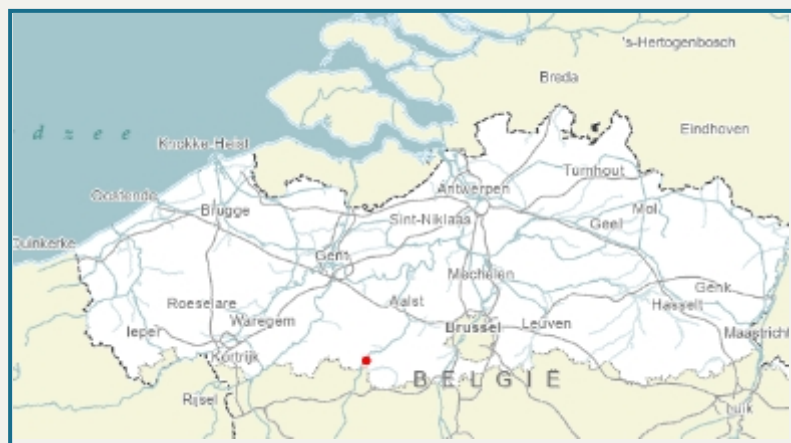 's-Hertogenbosch
Breda
Eindhoven
d z e e
Knokke-Heist
Turnhout
Antwerpen
Oostende
Brugge
Sint-Niklaas
Geel
Mol
Duinkerke
Gent
Mechelen
Genk
Roeselare
Aalst
Hasselt
Waregem
Brussel
Leuven
Ieper
Maastricht
Kortrijk
BELGIË
Rijsel
Luik